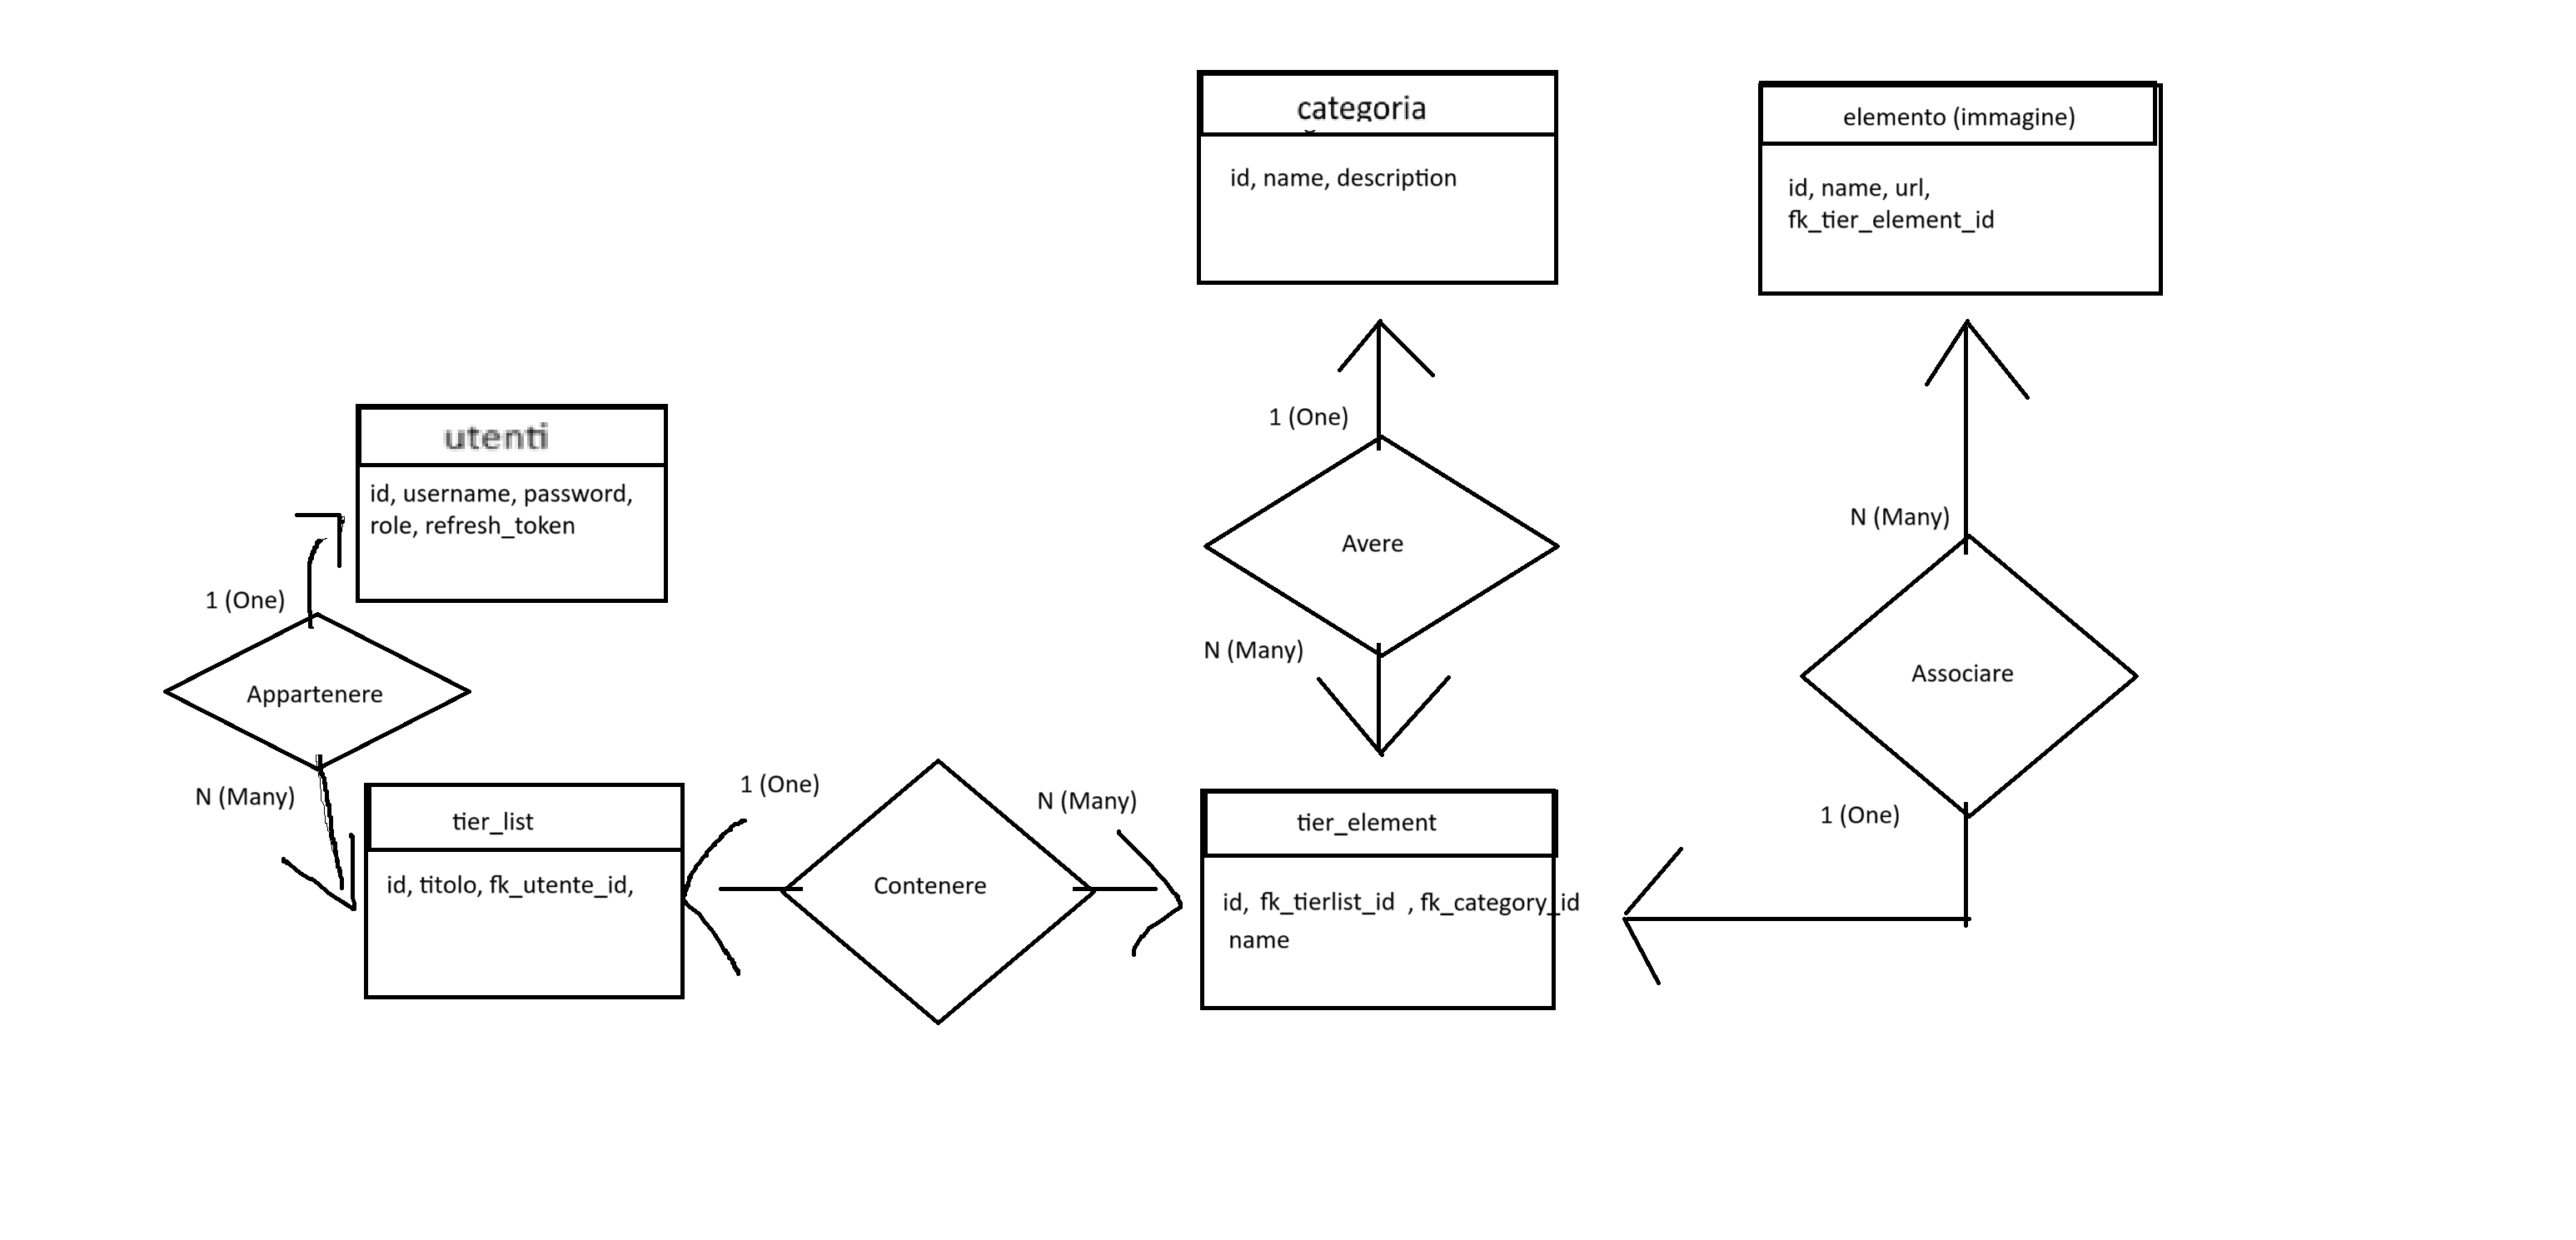 categoria
id, name, description
elemento (immagine)
id, name, url,
fk_tier_element_id
utenti
id, username, password,
role, refresh_token
1 (One)
Appartenere
N (Many)
tier_list
id, titolo, fk_utente_id,
1 (One)
Contenere
N (Many)
1 (One)
Avere
N (Many)
tier_element
id, fk_tierlist_id , fk_category_id
name
N (Many)
Associare
1 (One)